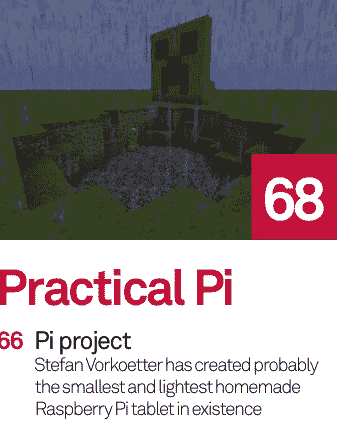 68
Practical Pi
66 Pi project
Stefan Vorkoetter has created probably
the smallest and lightest homemade
Raspberry Pi tablet in existence